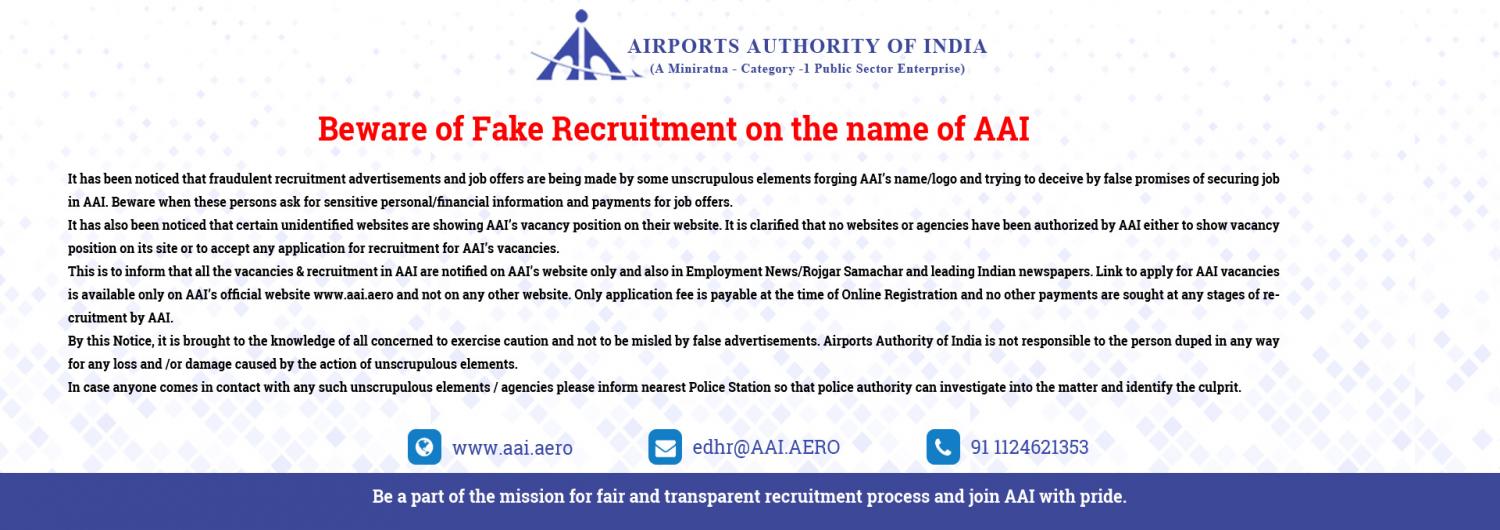 AIRPORTS AUTHORITY OF INDIA
(A Miniratna - Category -1 Public Sector Enterprise)
Beware of Fake Recruitment on the name of AAI
It has been noticed that fraudulent recruitment advertisements and job offers are being made by some unscrupulous elements forging AAI's name/logo and trying to deceive by false promises of securing job
in AAI. Beware when these persons ask for sensitive personal/financial information and payments for job offers.
It has also been noticed that certain unidentified websites are showing AAI's vacancy position on their website. It is clarified that no websites or agencies have been authorized by AAI either to show vacancy
position on its site or to accept any application for recruitment for AAI's vacancies.
This is to inform that all the vacancies & recruitment in AAI are notified on AAI's website only and also in Employment News/Rojgar Samachar and leading Indian newspapers. Link to apply for AAI vacancies
is available only on AAI's official website www.aai.aero and not on any other website. Only application fee is payable at the time of Online Registration and no other payments are sought at any stages of re-
cruitment by AAI.
By this Notice, it is brought to the knowledge of all concerned to exercise caution and not to be misled by false advertisements. Airports Authority of India is not responsible to the person duped in any way
for any loss and /or damage caused by the action of unscrupulous elements.
In case anyone comes in contact with any such unscrupulous elements / agencies please inform nearest Police Station so that police authority can investigate into the matter and identify the culprit.
www.aai.aero edhr@AAI.AERO 91 1124621353
Be a part of the mission for fair and transparent recruitment process and join AAI with pride.